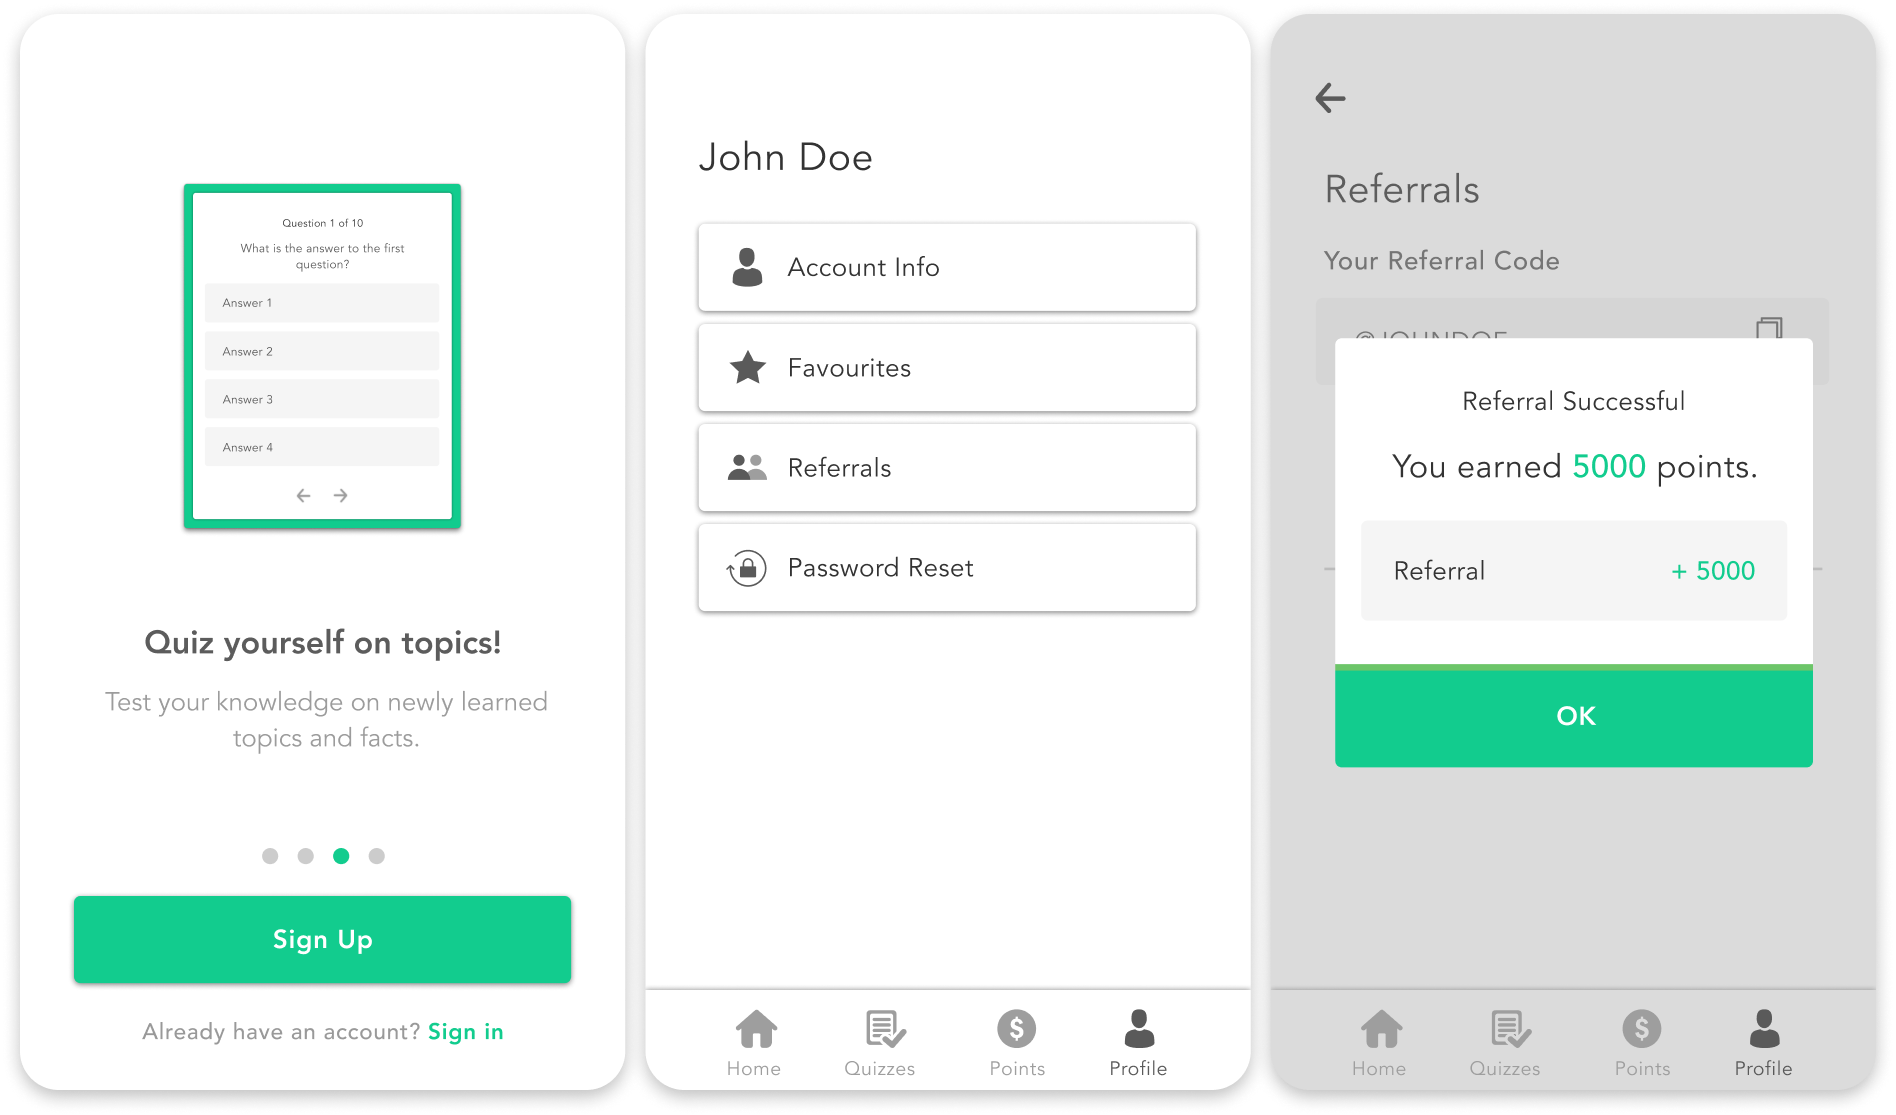 Question 1 of 10
What is the answer to the first
question?
Answer 1
Answer 2
Answer 3
Answer 4
Quiz yourself on topics!
Test your knowledge on newly learned
topics and facts.
Sign Up
Already have an account? Sign in
John Doe
Account Info
Favourites
Referrals
Password Reset
Home Quizzes Points Profile
Referrals
Your Referral Code
@JOHNDOE
Referral Successful
You earned 5000 points.
Referral + 5000
OK
Home Quizzes Points Profile